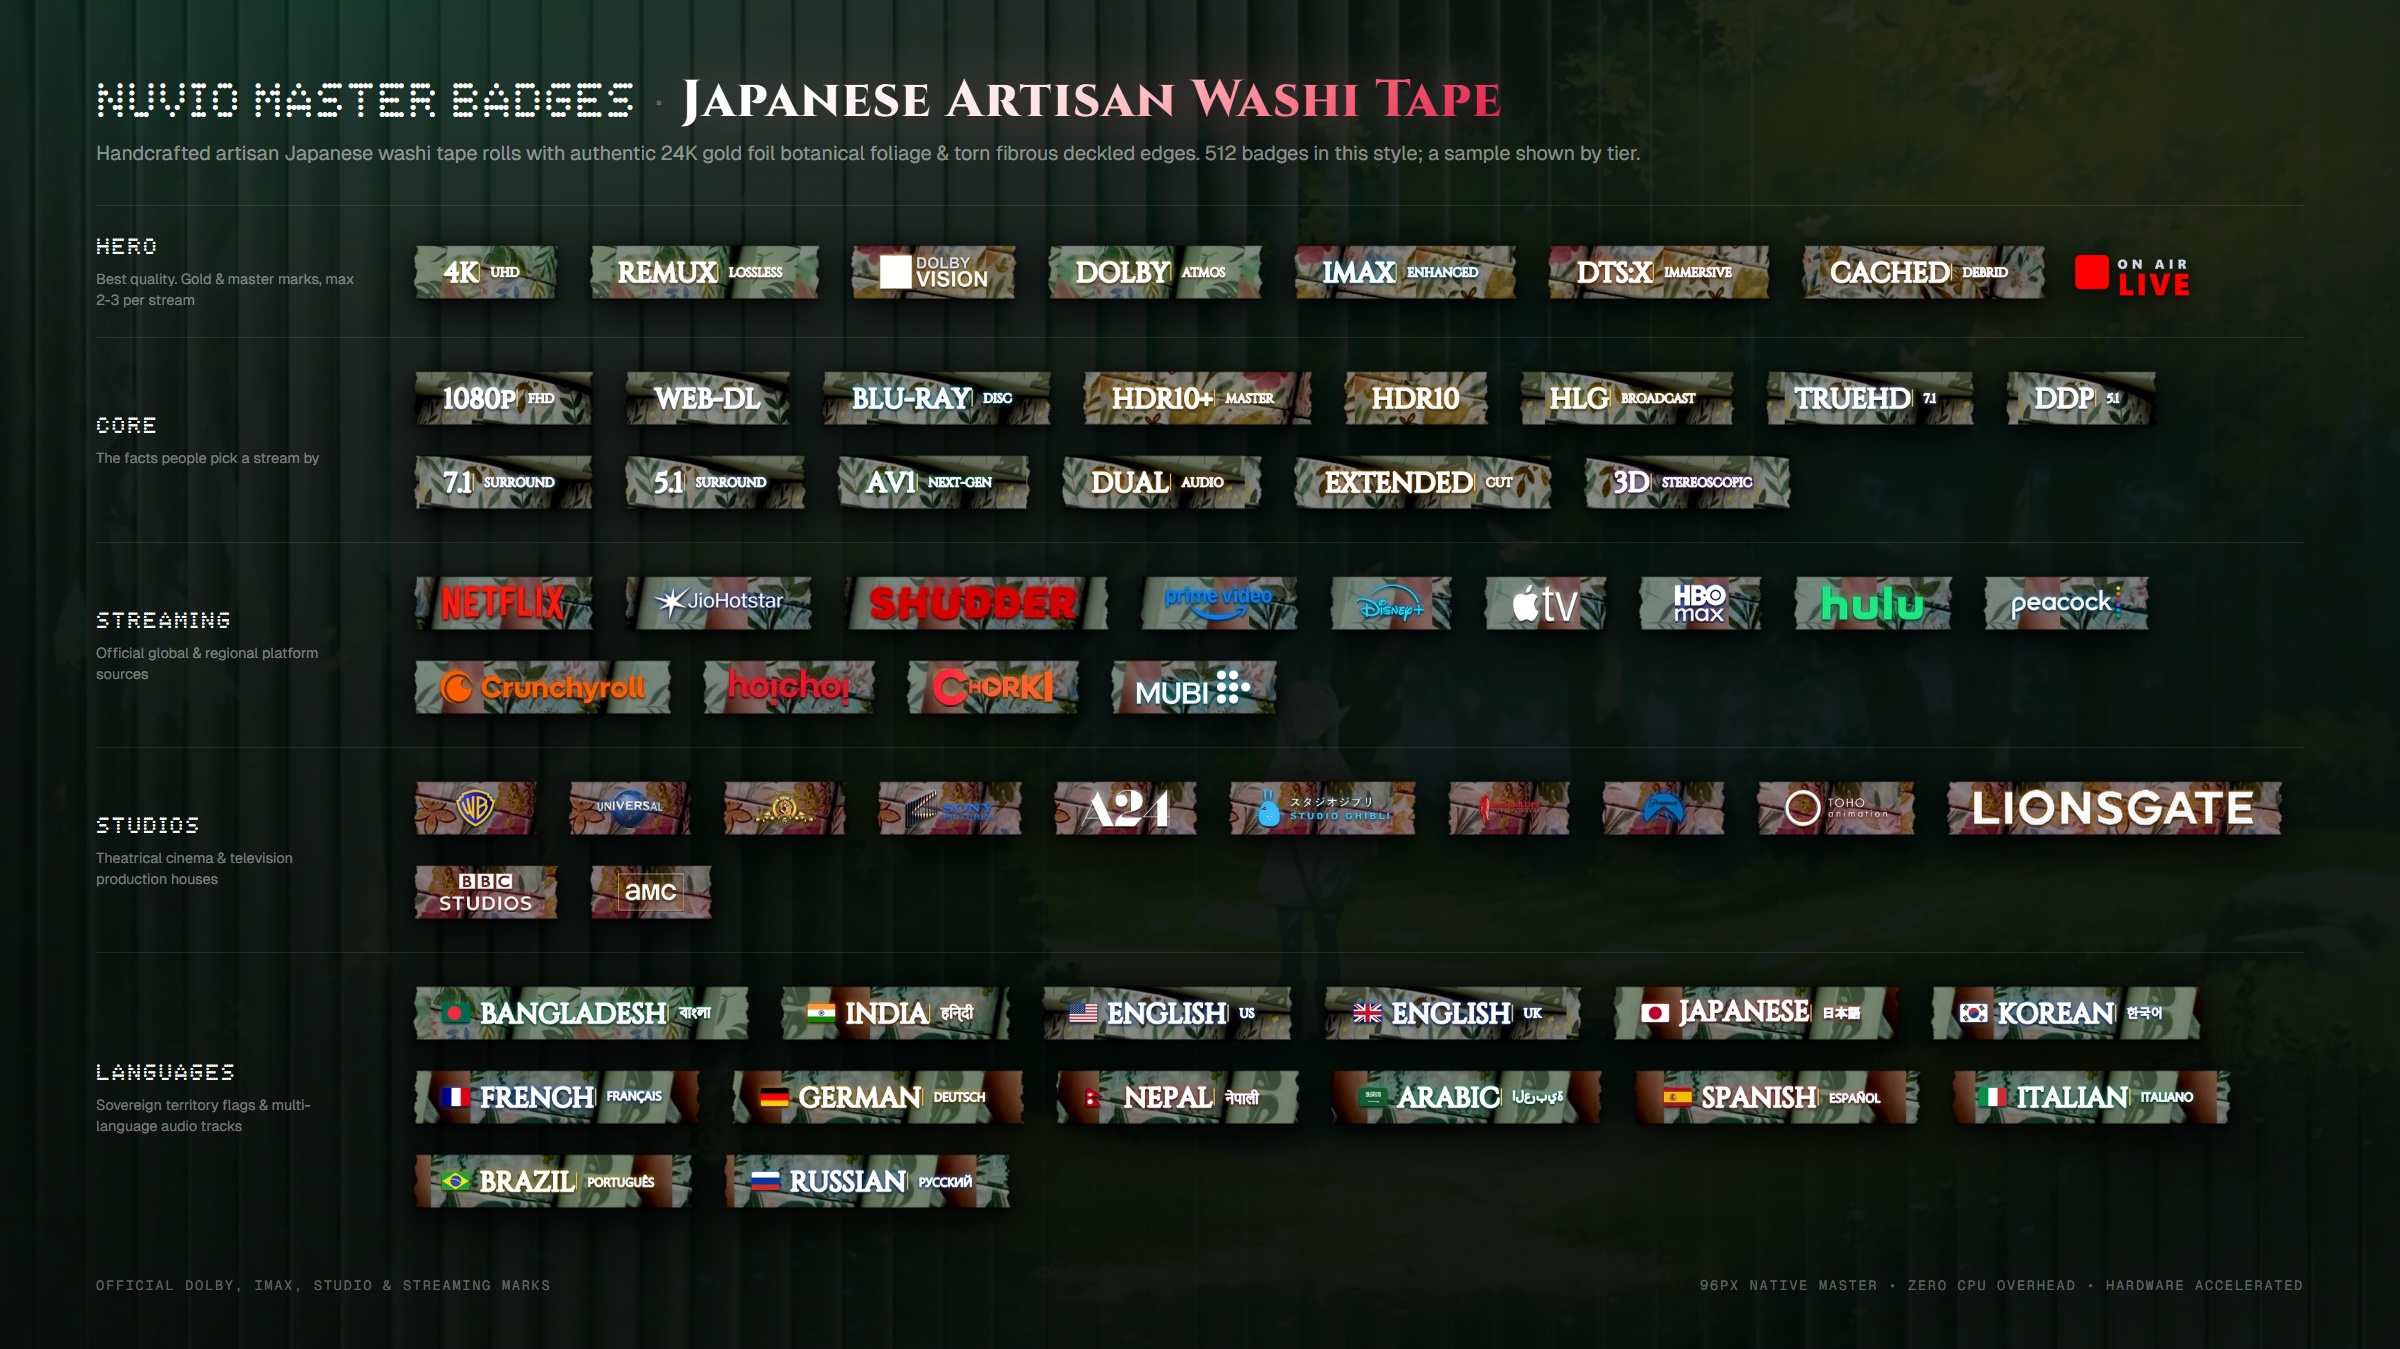 NUVIO MASTER BADGES · Japanese Artisan Washi Tape
Handcrafted artisan Japanese washi tape rolls with authentic 24K gold foil botanical foliage & torn fibrous deckled edges. 512 badges in this style; a sample shown by tier.
HERO
Best quality. Gold & master marks, max
2-3 per stream
4K UHD
REMUX LOSSLESS
DOLBY VISION
DOLBY ATMOS
IMAX ENHANCED
DTS:X IMMERSIVE
CACHED DEBRID
ON AIR LIVE
CORE
The facts people pick a stream by
1080P FHD
WEB-DL
BLU-RAY DISC
HDR10+ MASTER
HDR10
HLG BROADCAST
TRUEHD 7.1
DDP 5.1
7.1 SURROUND
5.1 SURROUND
AV1 NEXT-GEN
DUAL AUDIO
EXTENDED CUT
3D STEREOSCOPIC
STREAMING
Official global & regional platform
sources
NETFLIX
JioHotstar
SHUDDER
prime video
Disney+
tv
HBO max
hulu
peacock
Crunchyroll
hoichoi
CHORKI
MUBI
STUDIOS
Theatrical cinema & television
production houses
WB
UNIVERSAL
SONY
A24
スタジオジブリ
STUDIO GHIBLI
TOHO animation
LIONSGATE
BBC STUDIOS
aMC
LANGUAGES
Sovereign territory flags & multi-
language audio tracks
BANGLADESH বাংলা
INDIA हिन्दी
ENGLISH US
ENGLISH UK
JAPANESE 日本語
KOREAN 한국어
FRENCH FRANÇAIS
GERMAN DEUTSCH
NEPAL नेपाली
ARABIC العربية
SPANISH ESPAÑOL
ITALIAN ITALIANO
BRAZIL PORTUGUÊS
RUSSIAN РУССКИЙ
OFFICIAL DOLBY, IMAX, STUDIO & STREAMING MARKS
96PX NATIVE MASTER • ZERO CPU OVERHEAD • HARDWARE ACCELERATED